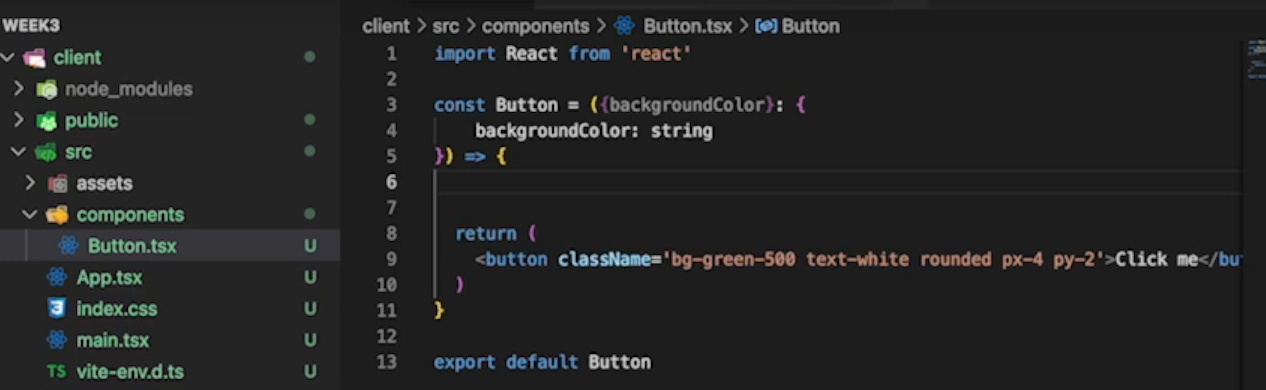 WEEK3
client
node_modules
public
src
assets
components
Button.tsx U
App.tsx U
index.css U
main.tsx U
TS vite-env.d.ts U
client > src > components > Button.tsx > Button
1 import React from 'react'
2
3 const Button = ({backgroundColor}: {
4 backgroundColor: string
5 }) => {
6
7
8 return (
9 <button className='bg-green-500 text-white rounded px-4 py-2'>Click me</bu
10 )
11 }
12
13 export default Button